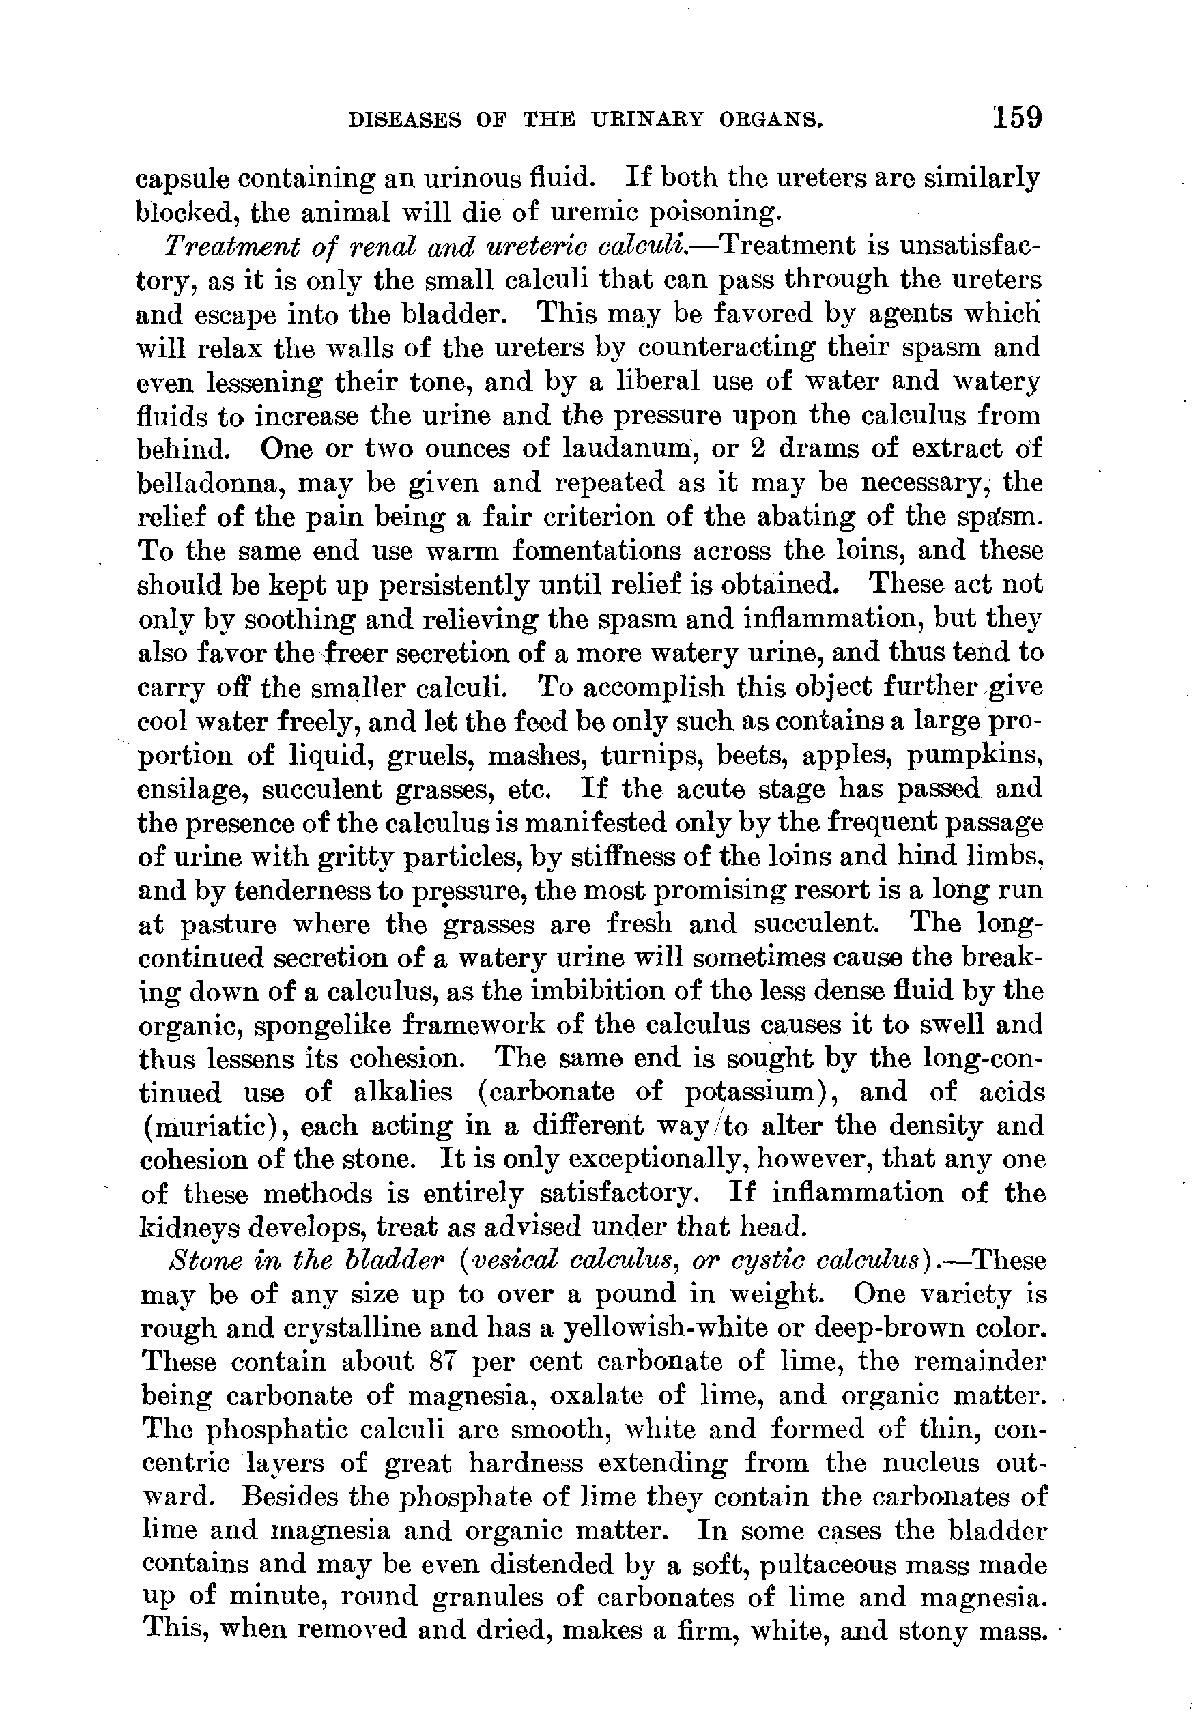 DISEASES OF THE URINARY ORGANS. 159
capsule containing an urinous fluid. If both the ureters are similarly
blocked, the animal will die of uremic poisoning.
Treatment of renal and ureteric calculi.—Treatment is unsatisfac-
tory, as it is only the small calculi that can pass through the ureters
and escape into the bladder. This may be favored by agents which
will relax the walls of the ureters by counteracting their spasm and
even lessening their tone, and by a liberal use of water and watery
fluids to increase the urine and the pressure upon the calculus from
behind. One or two ounces of laudanum, or 2 drams of extract of
belladonna, may be given and repeated as it may be necessary, the
relief of the pain being a fair criterion of the abating of the spasm.
To the same end use warm fomentations across the loins, and these
should be kept up persistently until relief is obtained. These act not
only by soothing and relieving the spasm and inflammation, but they
also favor the freer secretion of a more watery urine, and thus tend to
carry off the smaller calculi. To accomplish this object further give
cool water freely, and let the feed be only such as contains a large pro-
portion of liquid, gruels, mashes, turnips, beets, apples, pumpkins,
ensilage, succulent grasses, etc. If the acute stage has passed and
the presence of the calculus is manifested only by the frequent passage
of urine with gritty particles, by stiffness of the loins and hind limbs,
and by tenderness to pressure, the most promising resort is a long run
at pasture where the grasses are fresh and succulent. The long-
continued secretion of a watery urine will sometimes cause the break-
ing down of a calculus, as the imbibition of the less dense fluid by the
organic, spongelike framework of the calculus causes it to swell and
thus lessens its cohesion. The same end is sought by the long-con-
tinued use of alkalies (carbonate of potassium), and of acids
(muriatic), each acting in a different way to alter the density and
cohesion of the stone. It is only exceptionally, however, that any one
of these methods is entirely satisfactory. If inflammation of the
kidneys develops, treat as advised under that head.
Stone in the bladder (vesical calculus, or cystic calculus).—These
may be of any size up to over a pound in weight. One variety is
rough and crystalline and has a yellowish-white or deep-brown color.
These contain about 87 per cent carbonate of lime, the remainder
being carbonate of magnesia, oxalate of lime, and organic matter.
The phosphatic calculi are smooth, white and formed of thin, con-
centric layers of great hardness extending from the nucleus out-
ward. Besides the phosphate of lime they contain the carbonates of
lime and magnesia and organic matter. In some cases the bladder
contains and may be even distended by a soft, pultaceous mass made
up of minute, round granules of carbonates of lime and magnesia.
This, when removed and dried, makes a firm, white, and stony mass.